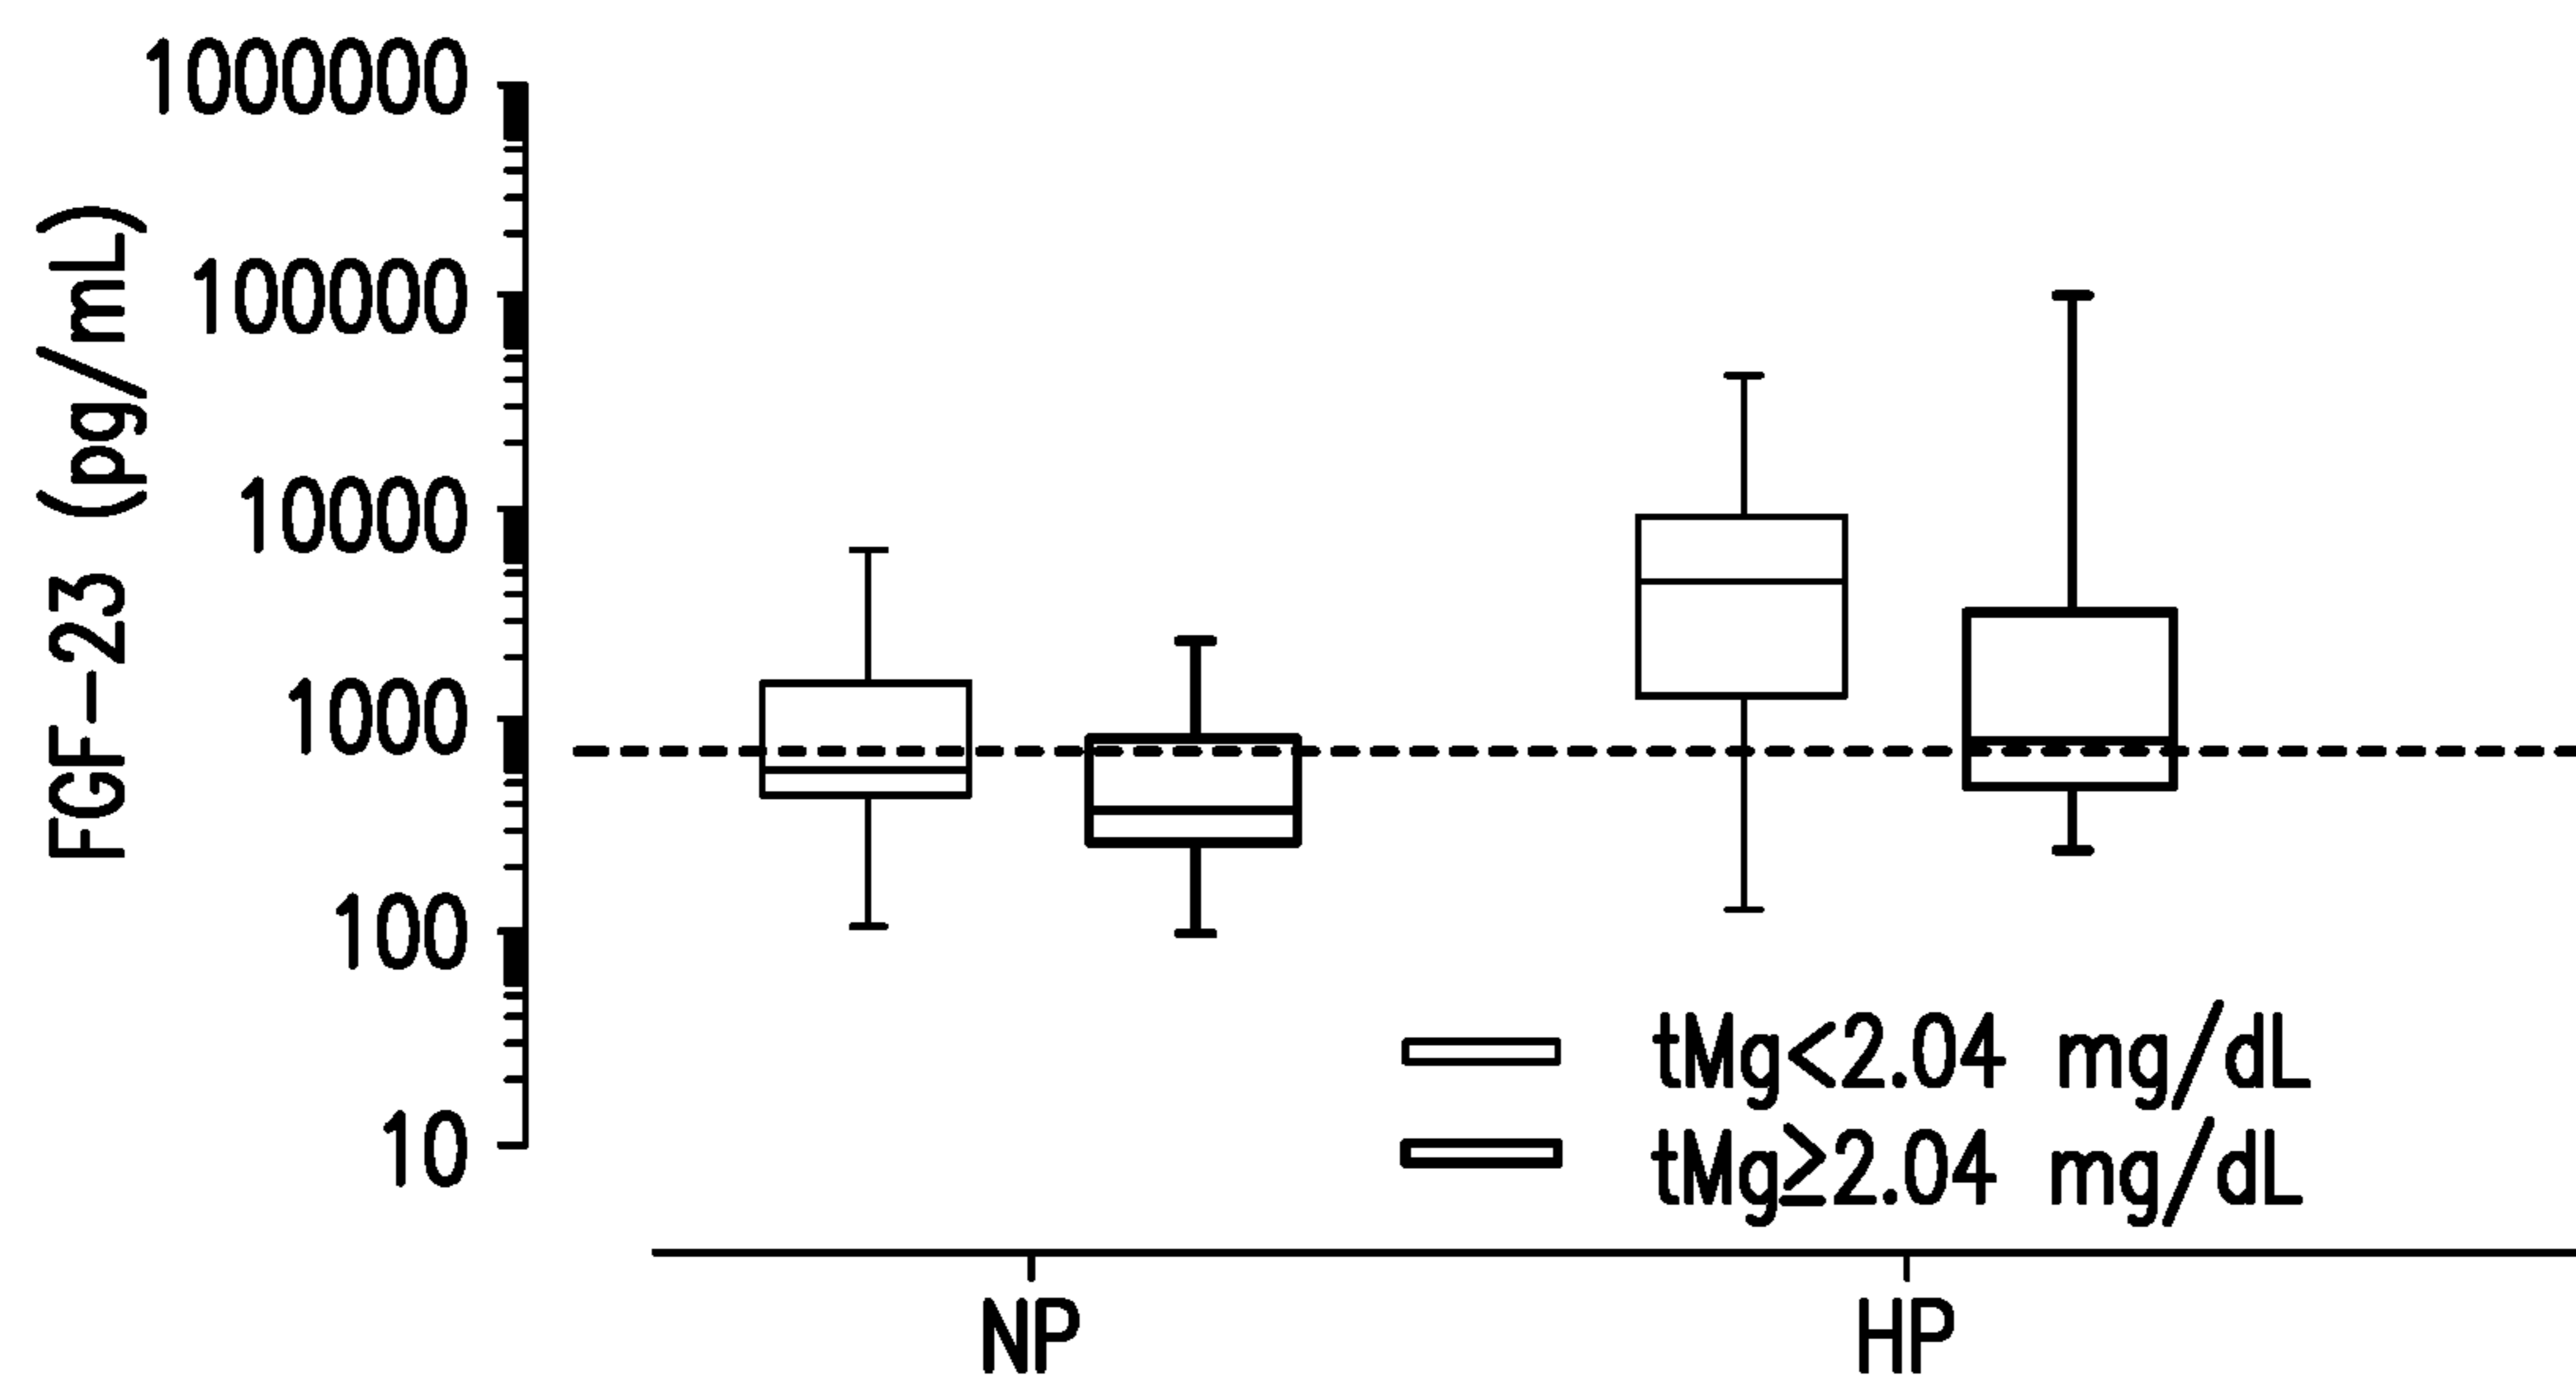 FGF-23 (pg/mL)
1000000
100000
10000
1000
100
10
tMg<2.04 mg/dL
tMg≥2.04 mg/dL
NP
HP